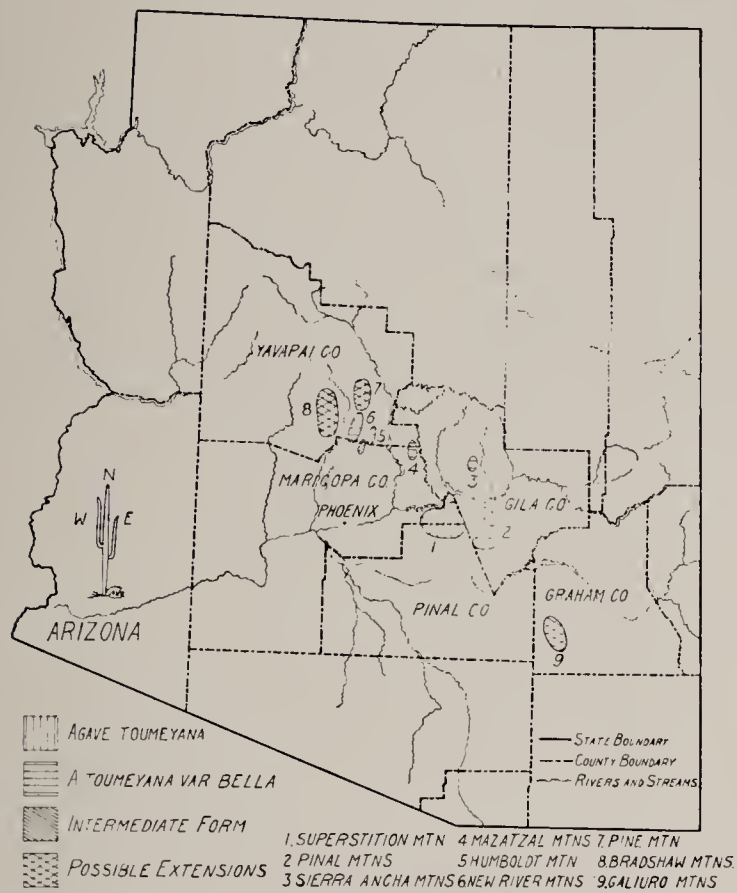 YAVAPAI CO
8
7
6
5
4
3
MARICOPA CO
PHOENIX
GILA CO
2
1
N
W E
PINAL CO
GRAHAM CO
9
ARIZONA
AGAVE TOUMEYANA
A TOUMEYANA VAR BELLA
INTERMEDIATE FORM
POSSIBLE EXTENSIONS
STATE BOUNDARY
COUNTY BOUNDARY
RIVERS AND STREAMS
1. SUPERSTITION MTN 4 MAZATZAL MTNS 7. PINE MTN
2 PINAL MTNS 5 HUMBOLDT MTN 8. BRADSHAW MTNS.
3 SIERRA ANCHA MTNS 6 NEW RIVER MTNS 9. GALIURO MTNS